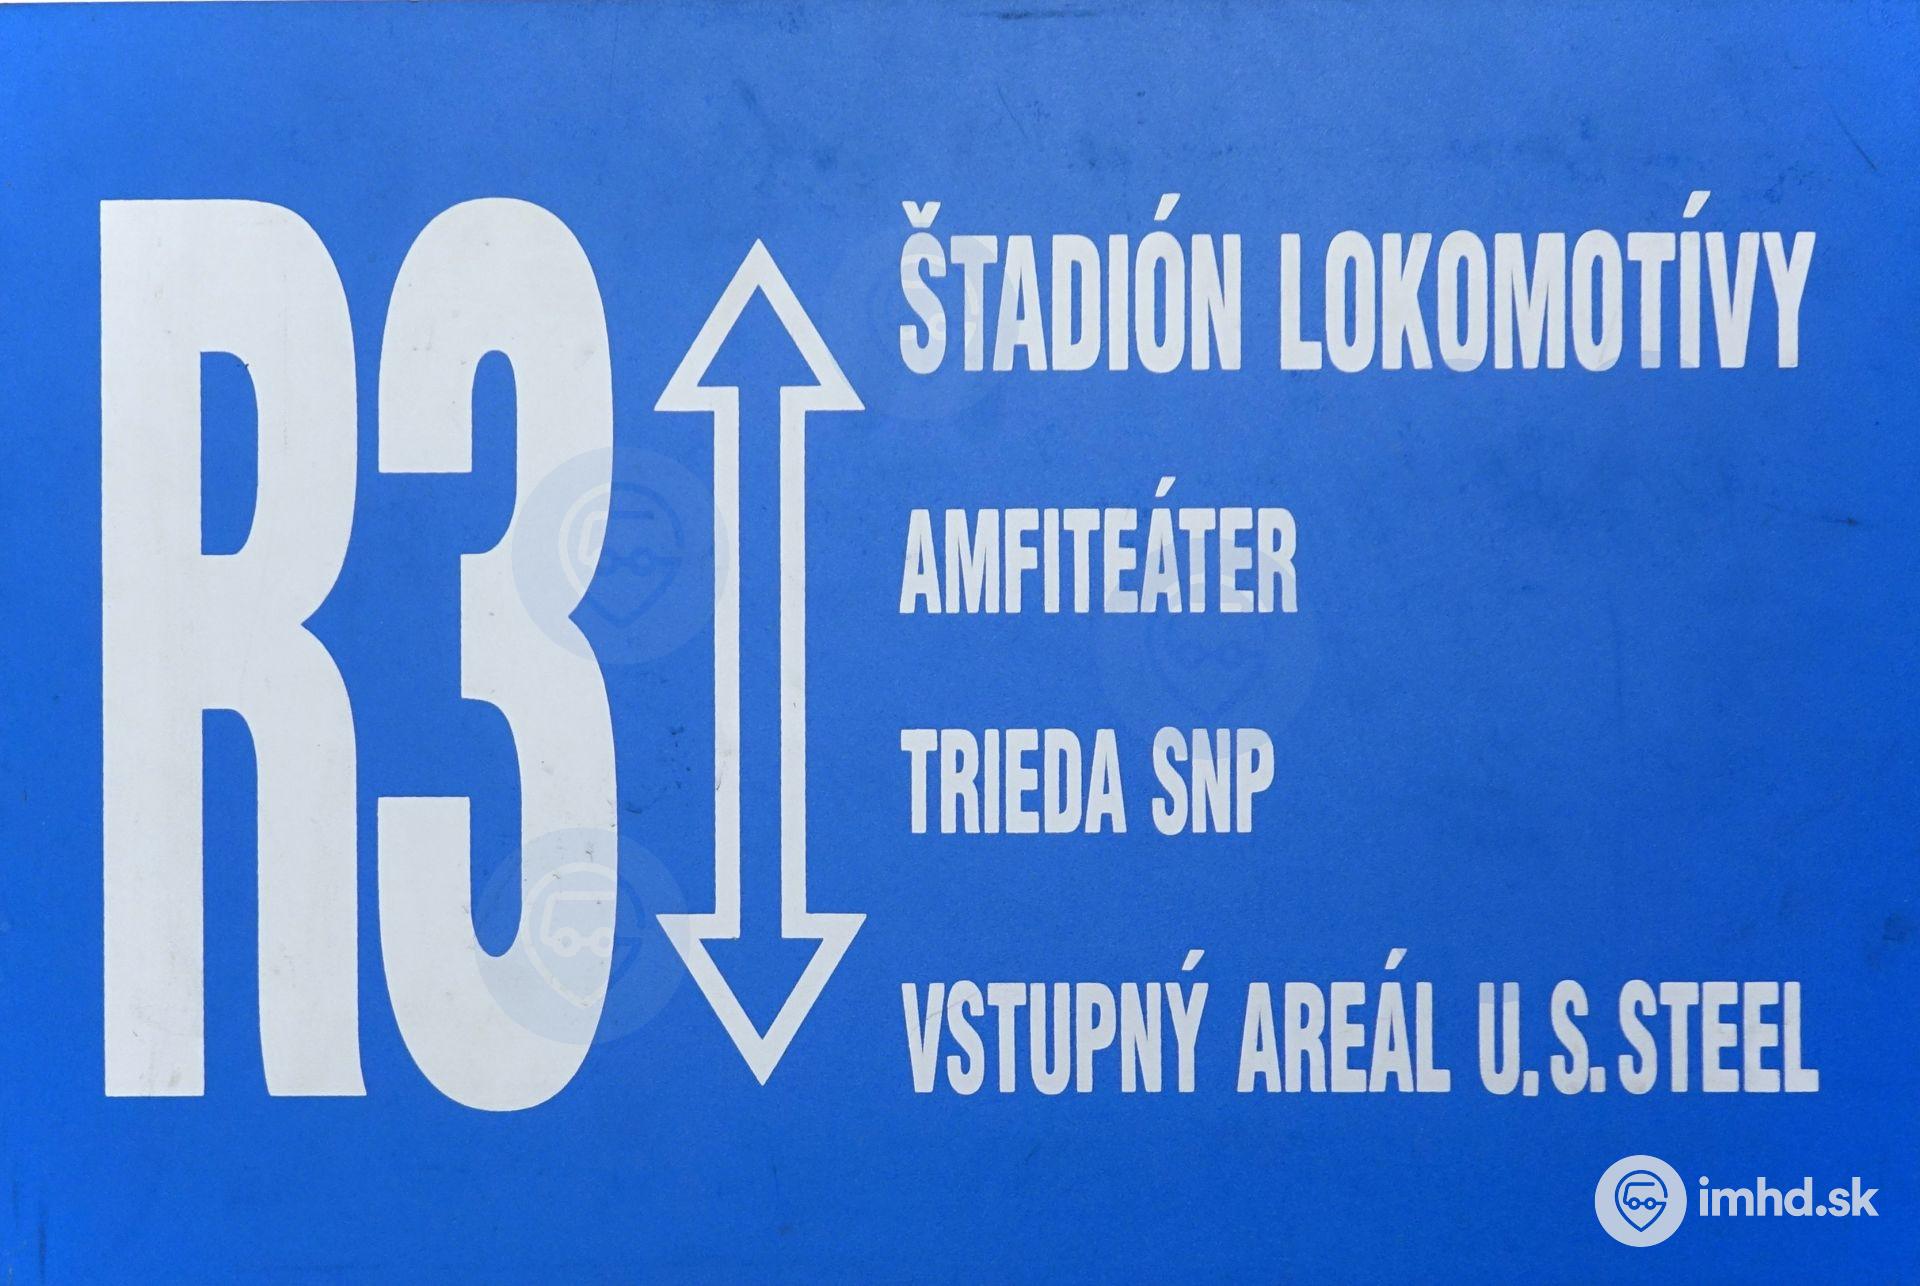 R3
ŠTADIÓN LOKOMOTÍVY
AMFITEÁTER
TRIEDA SNP
VSTUPNÝ AREÁL U.S.STEEL
imhd.sk